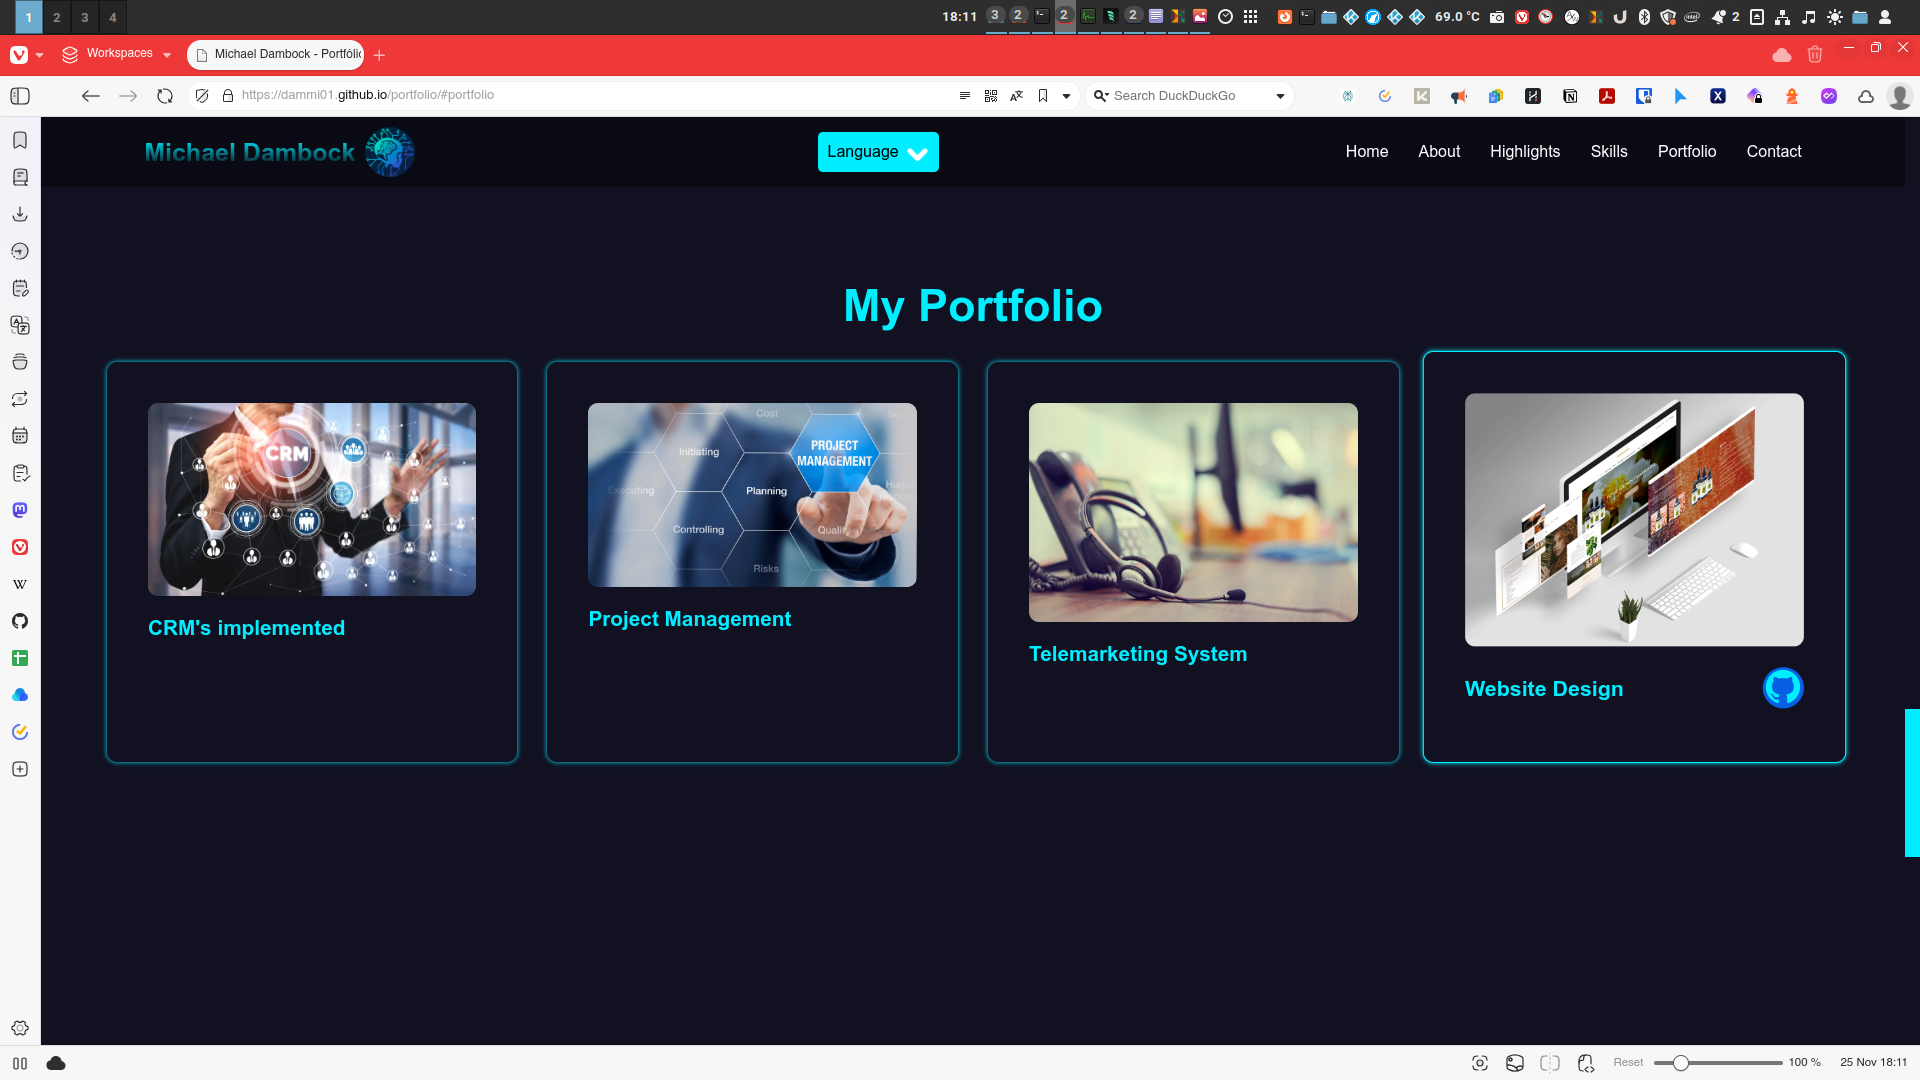 1 2 3 4
18:11
3 2 2 2
69.0 °C
2
Workspaces
Michael Dambock - Portfóli
https://dammi01.github.io/portfolio/#portfolio
Search DuckDuckGo
Michael Dambock
Language
Home About Highlights Skills Portfolio Contact
My Portfolio
CRM
CRM's implemented
Cost
Initiating
PROJECT
MANAGEMENT
Executing
Planning
Controlling
Quality
Risks
Project Management
Telemarketing System
Website Design
W
Reset
100 %
25 Nov 18:11